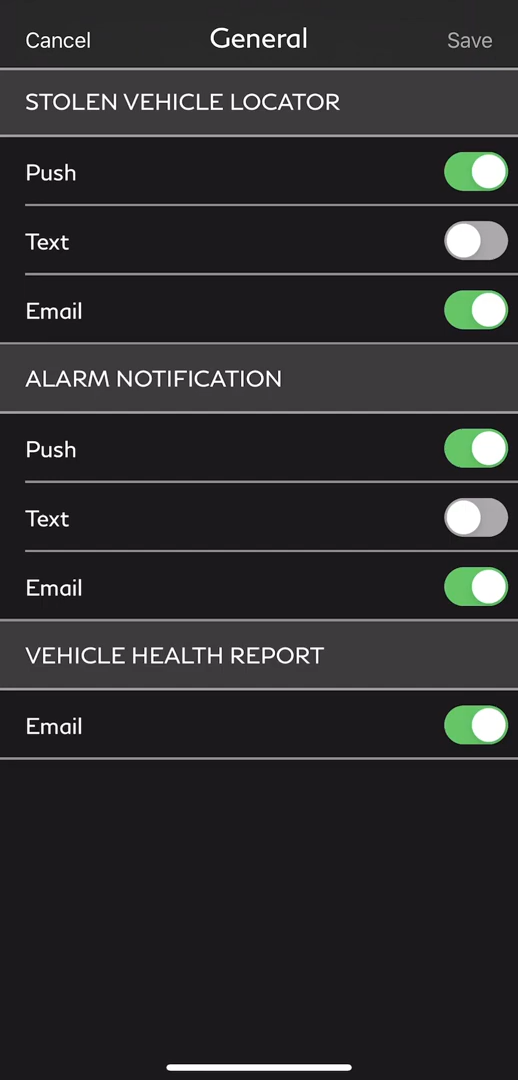 Cancel General Save
STOLEN VEHICLE LOCATOR
Push
Text
Email
ALARM NOTIFICATION
Push
Text
Email
VEHICLE HEALTH REPORT
Email